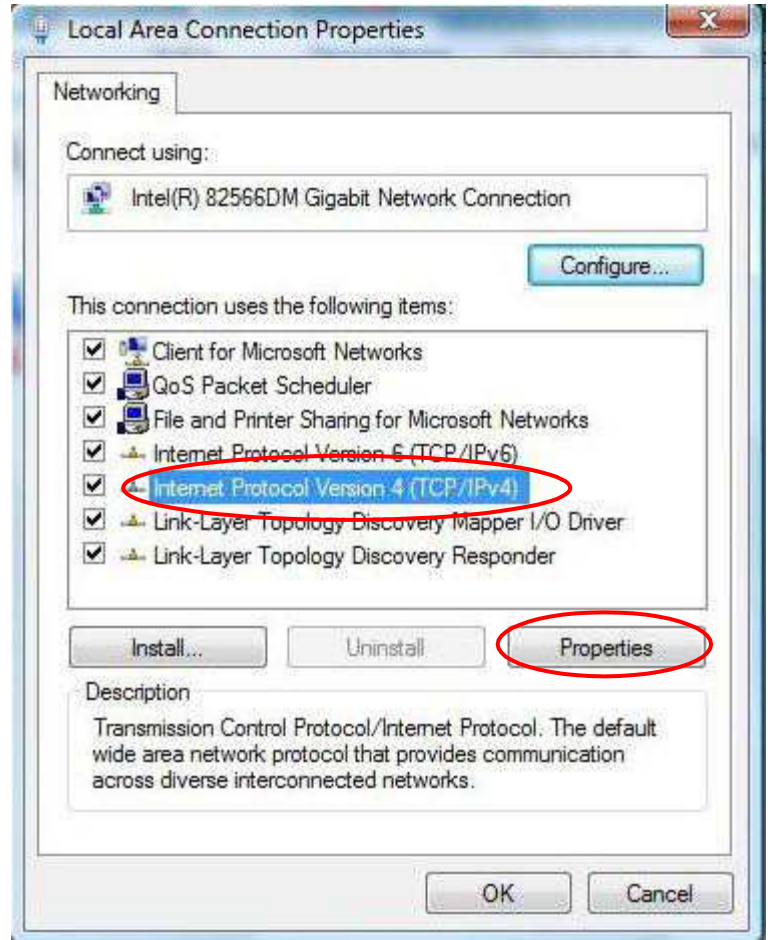 Local Area Connection Properties
Networking
Connect using:
Intel(R) 82566DM Gigabit Network Connection
Configure...
This connection uses the following items:
Client for Microsoft Networks
QoS Packet Scheduler
File and Printer Sharing for Microsoft Networks
Internet Protocol Version 6 (TCP/IPv6)
Internet Protocol Version 4 (TCP/IPv4)
Link-Layer Topology Discovery Mapper I/O Driver
Link-Layer Topology Discovery Responder
Install... Uninstall Properties
Description
Transmission Control Protocol/Internet Protocol. The default
wide area network protocol that provides communication
across diverse interconnected networks.
OK Cancel